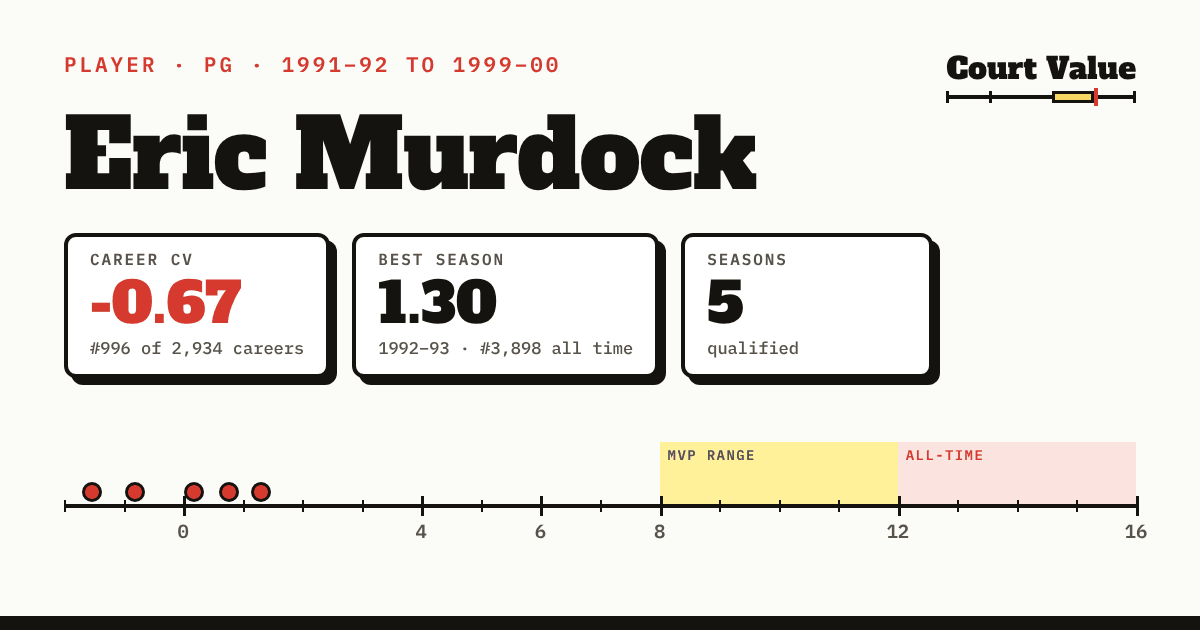 PLAYER · PG · 1991–92 TO 1999–00
Court Value
Eric Murdock
CAREER CV
-0.67
#996 of 2,934 careers
BEST SEASON
1.30
1992–93 · #3,898 all time
SEASONS
5
qualified
MVP RANGE
ALL-TIME
0 4 6 8 12 16